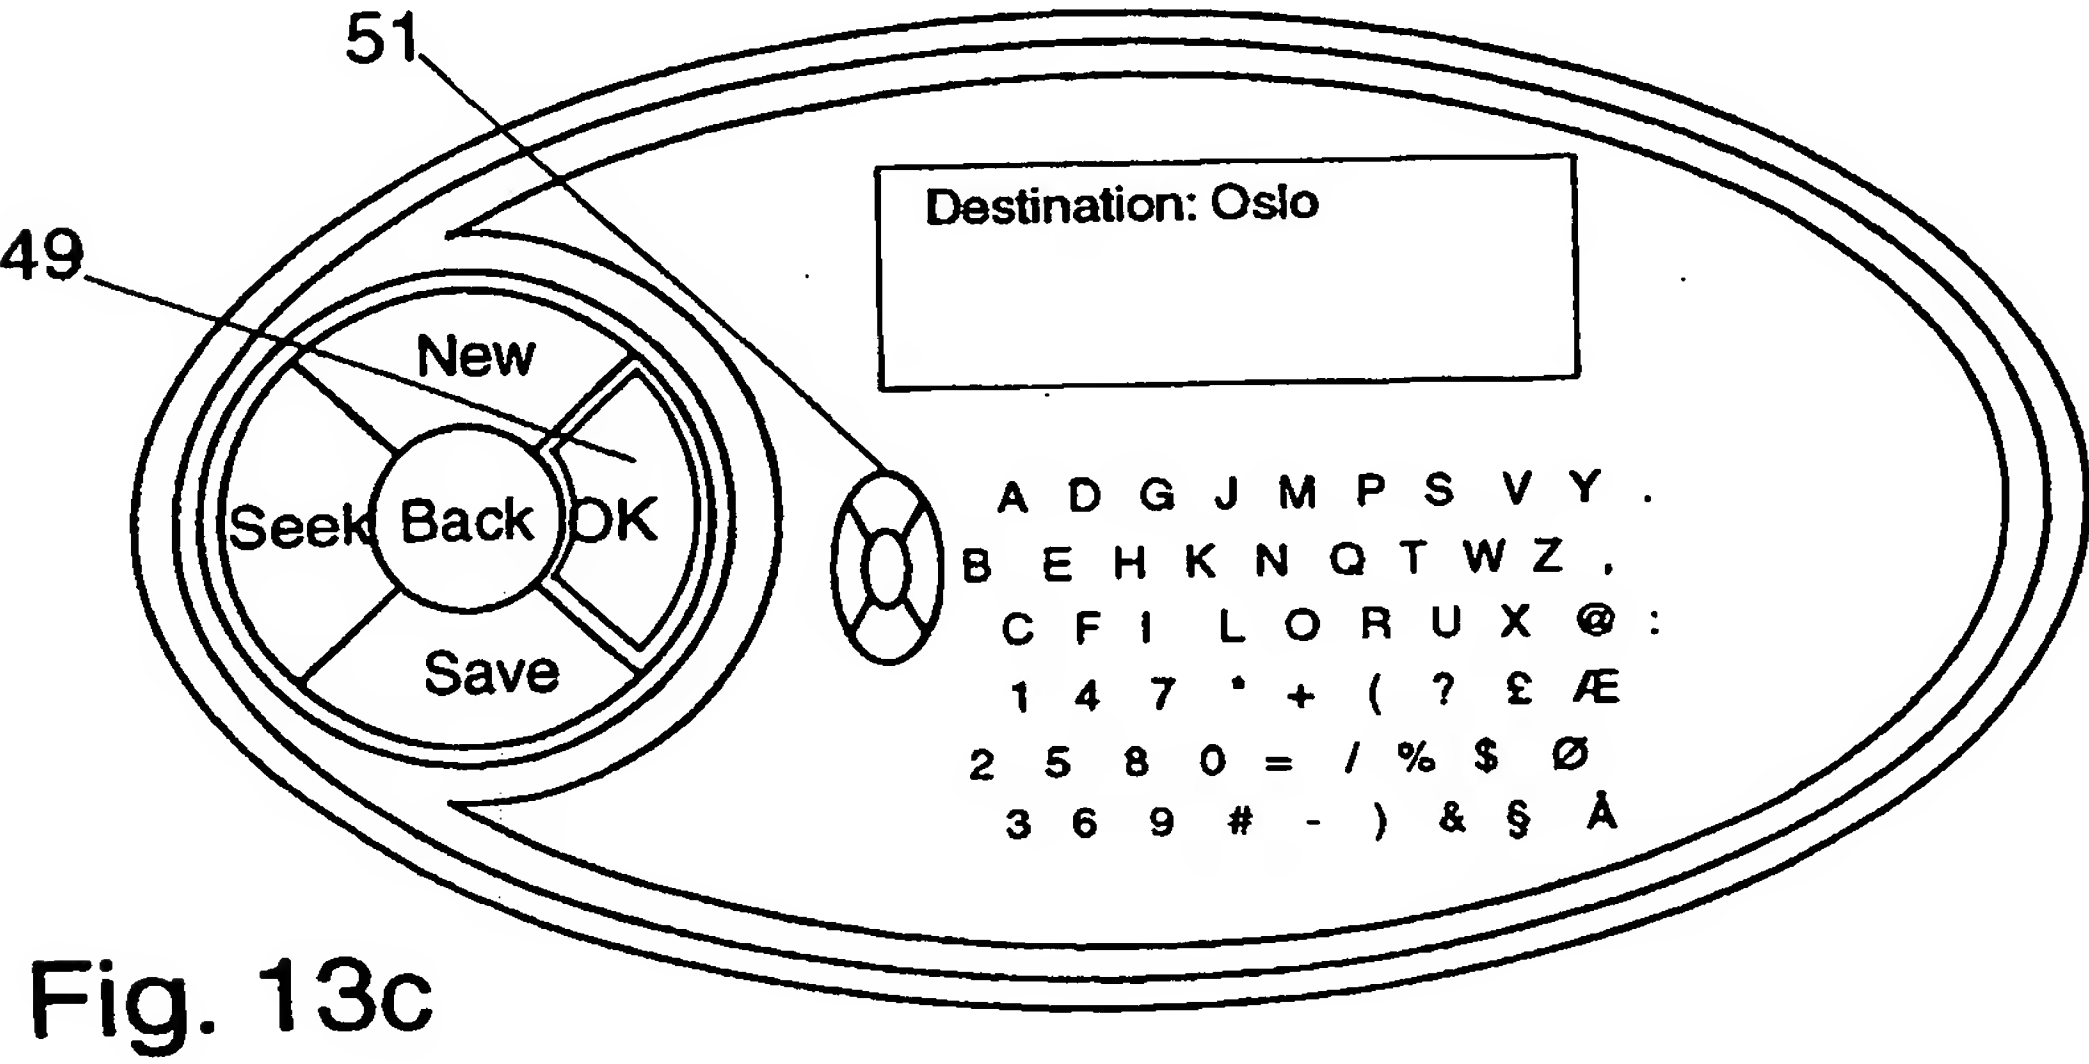 51
Destination: Oslo
49
New
Seek Back OK
Save
A D G J M P S V Y .
B E H K N Q T W Z ,
C F I L O R U X @ :
1 4 7 * + ( ? £ Æ
2 5 8 0 = / % $ Ø
3 6 9 # - ) & § Å
Fig. 13c